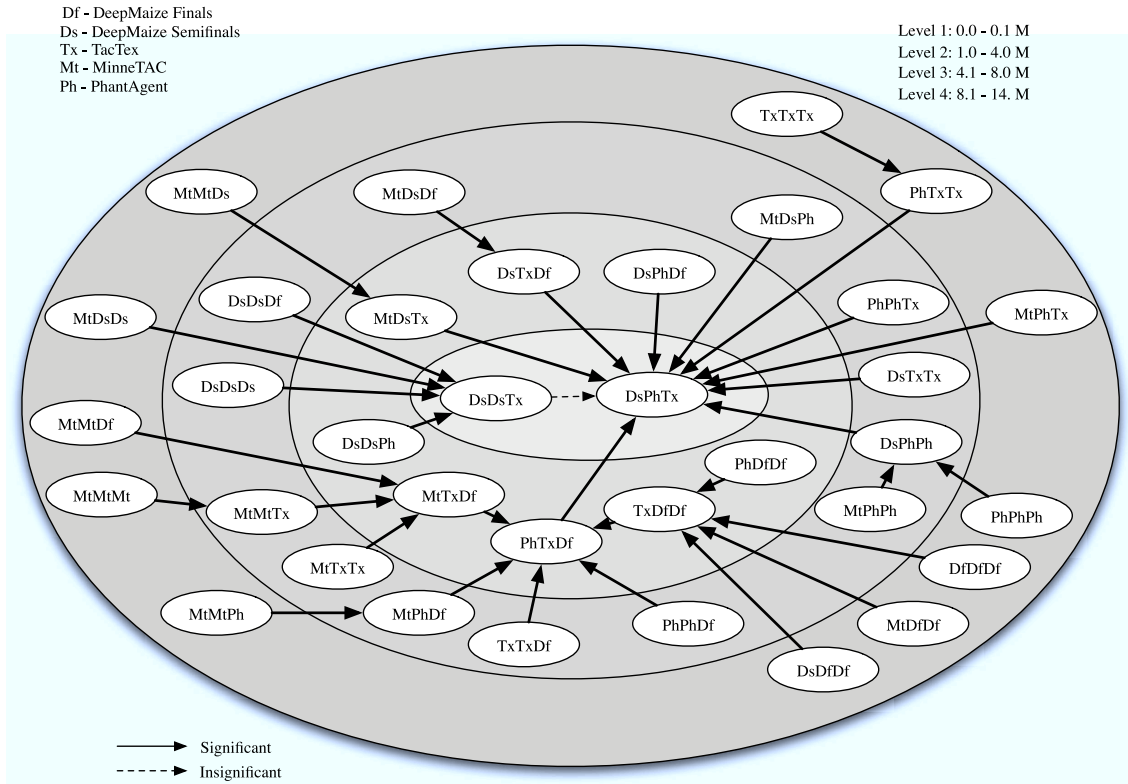 Df - DeepMaize Finals
Ds - DeepMaize Semifinals
Tx - TacTex
Mt - MinneTAC
Ph - PhantAgent
Level 1: 0.0 - 0.1 M
Level 2: 1.0 - 4.0 M
Level 3: 4.1 - 8.0 M
Level 4: 8.1 - 14. M
TxTxTx
MtMtDs
MtDsDf
PhTxTx
MtDsPh
DsTxDf
DsPhDf
DsDsDf
PhPhTx
MtDsDs
MtDsTx
MtPhTx
DsDsDs
DsTxTx
DsDsTx
DsPhTx
MtMtDf
DsDsPh
DsPhPh
PhDfDf
MtMtMt
MtTxDf
MtMtTx
TxDfDf
MtPhPh
PhPhPh
PhTxDf
MtTxTx
DfDfDf
MtMtPh
MtPhDf
PhPhDf
MtDfDf
TxTxDf
DsDfDf
Significant
Insignificant